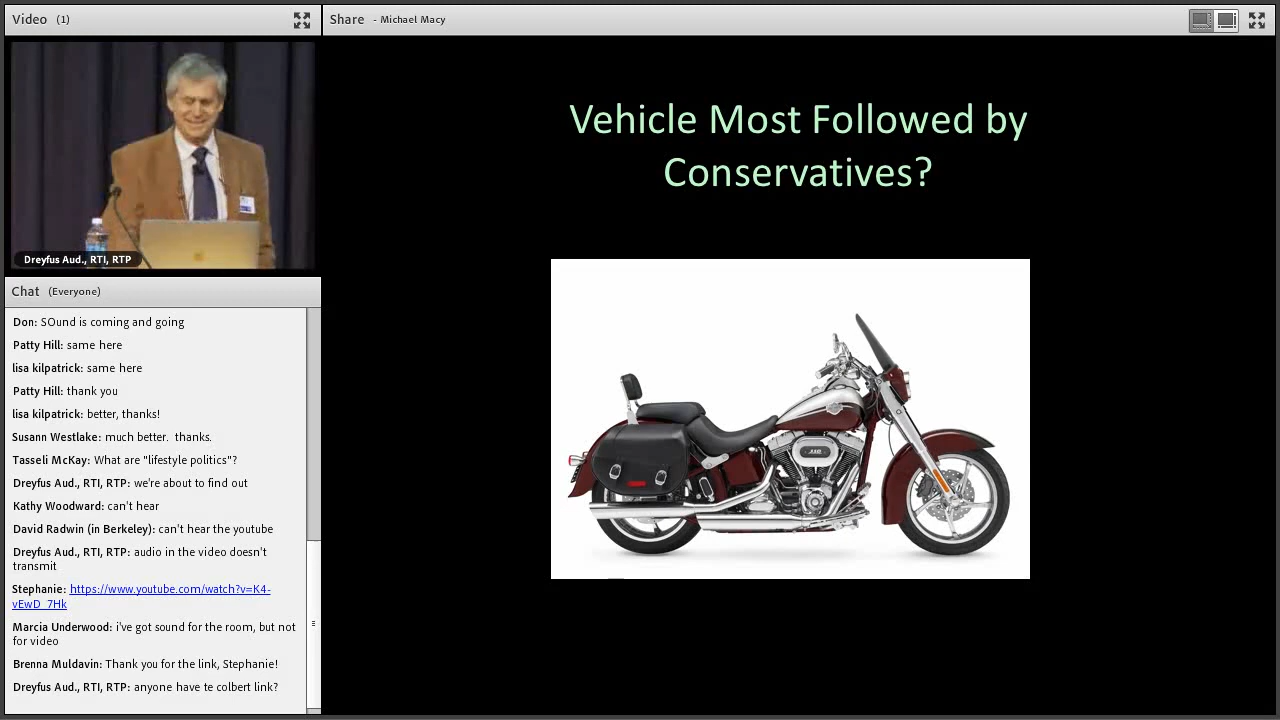 Video (1)
Share - Michael Macy
Vehicle Most Followed by
Conservatives?
Dreyfus Aud., RTI, RTP
Chat (Everyone)
Don: SOund is coming and going
Patty Hill: same here
lisa kilpatrick: same here
Patty Hill: thank you
lisa kilpatrick: better, thanks!
Susann Westlake: much better. thanks.
Tasseli McKay: What are "lifestyle politics"?
Dreyfus Aud., RTI, RTP: we're about to find out
Kathy Woodward: can't hear
David Radwin (in Berkeley): can't hear the youtube
Dreyfus Aud., RTI, RTP: audio in the video doesn't
transmit
Stephanie: https://www.youtube.com/watch?v=K4-
vEwD_7Hk
Marcia Underwood: i've got sound for the room, but not
for video
Brenna Muldavin: Thank you for the link, Stephanie!
Dreyfus Aud., RTI, RTP: anyone have te colbert link?